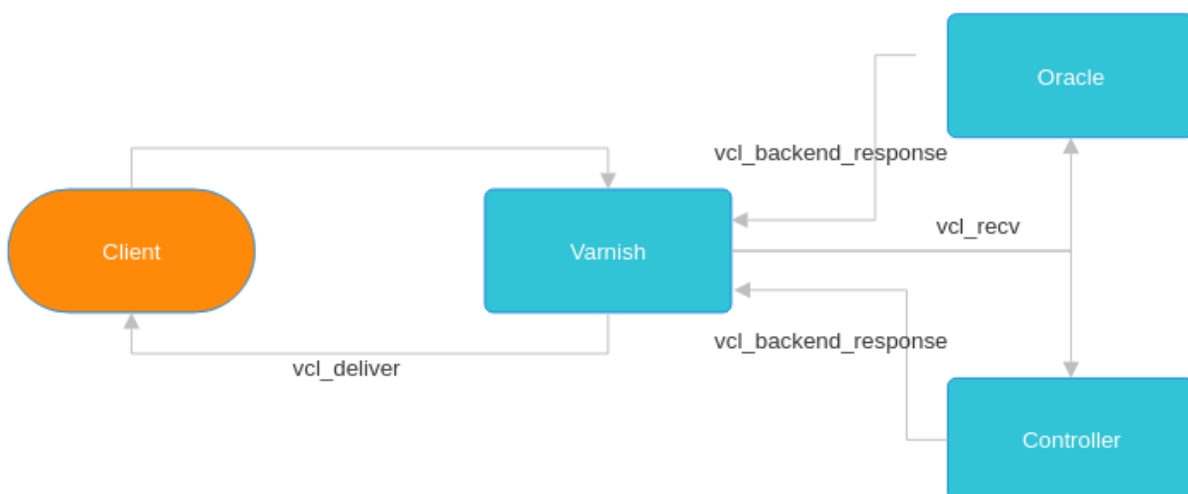 Oracle
vcl_backend_response
vcl_recv
Client
Varnish
vcl_backend_response
vcl_deliver
Controller